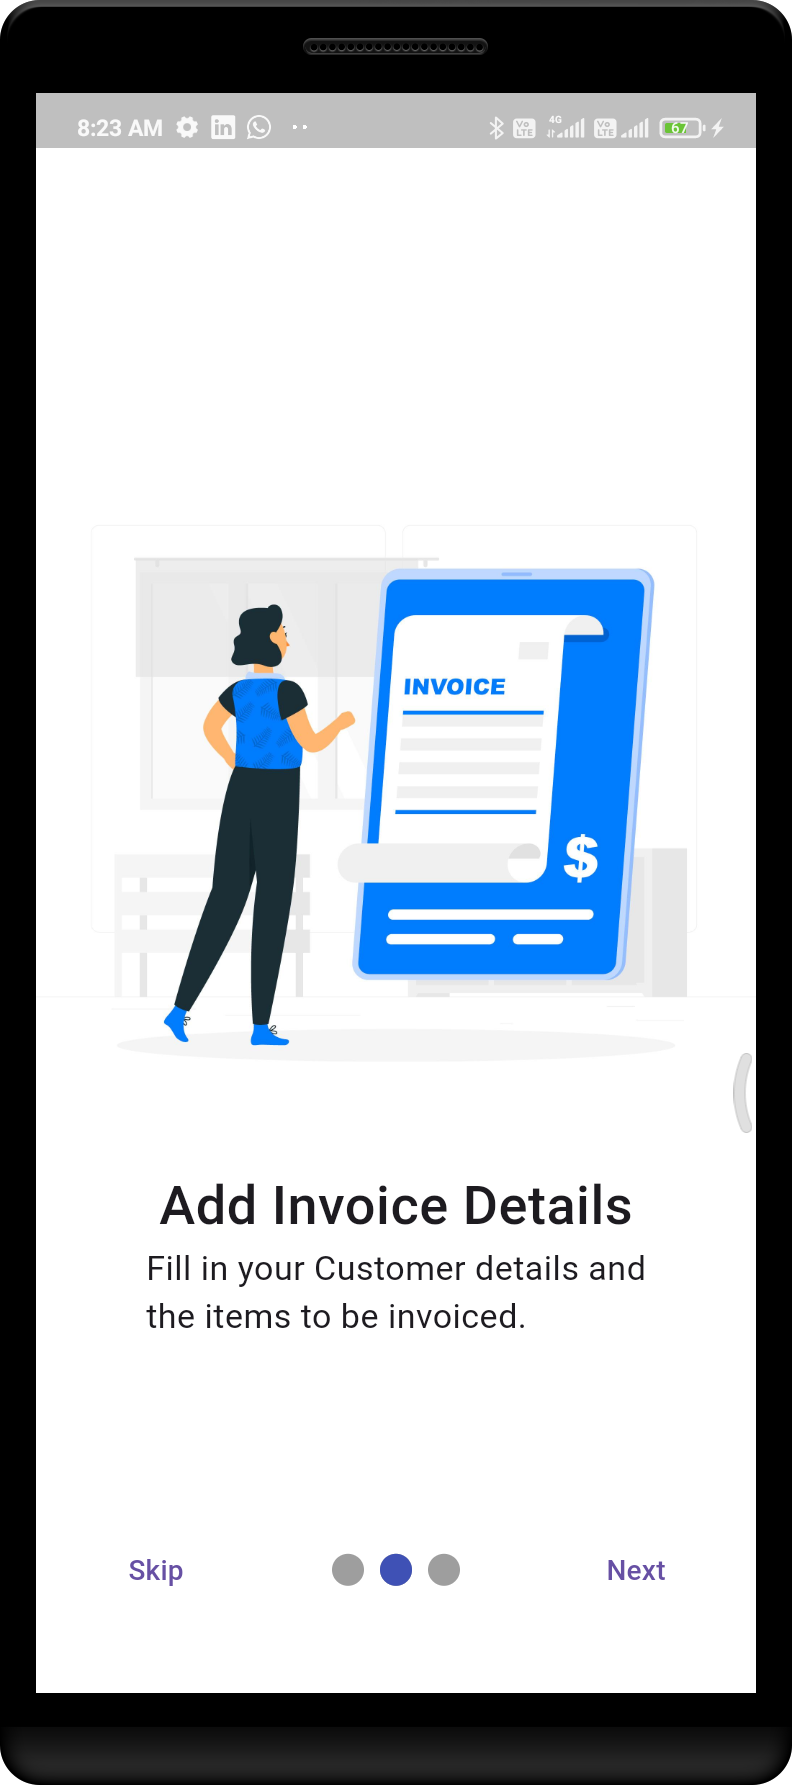 8:23 AM
in
Vo LTE
4G
Vo LTE
67
INVOICE
$
Add Invoice Details
Fill in your Customer details and
the items to be invoiced.
Skip
Next